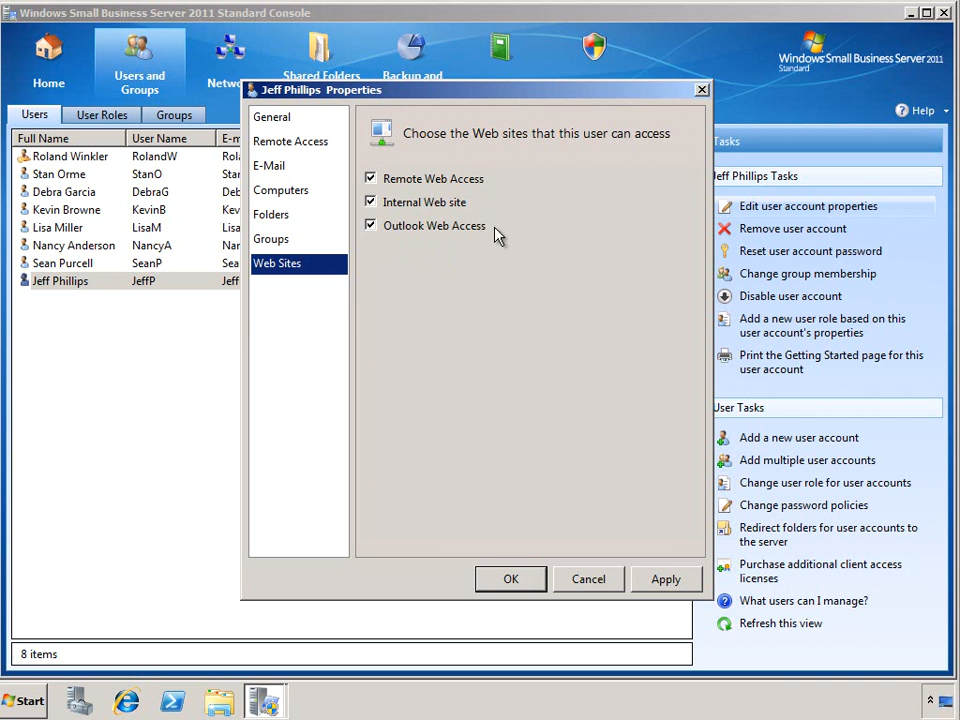 Windows Small Business Server 2011 Standard Console
Home
Users and
Groups
Netw
Shared Folders
Backup and
Windows Small Business Server 2011
Standard
Users
User Roles
Groups
Help
Full Name
User Name
E-m
Roland Winkler
RolandW
Rola
Stan Orme
StanO
Stan
Debra Garcia
DebraG
Debr
Kevin Browne
KevinB
Kevi
Lisa Miller
LisaM
Lisa
Nancy Anderson
NancyA
Nanc
Sean Purcell
SeanP
Sea
Jeff Phillips
JeffP
Jeff
8 items
Jeff Phillips Properties
General
Remote Access
E-Mail
Computers
Folders
Groups
Web Sites
Choose the Web sites that this user can access
Remote Web Access
Internal Web site
Outlook Web Access
OK
Cancel
Apply
Tasks
Jeff Phillips Tasks
Edit user account properties
Remove user account
Reset user account password
Change group membership
Disable user account
Add a new user role based on this
user account's properties
Print the Getting Started page for this
user account
User Tasks
Add a new user account
Add multiple user accounts
Change user role for user accounts
Change password policies
Redirect folders for user accounts to
the server
Purchase additional client access
licenses
What users can I manage?
Refresh this view
Start